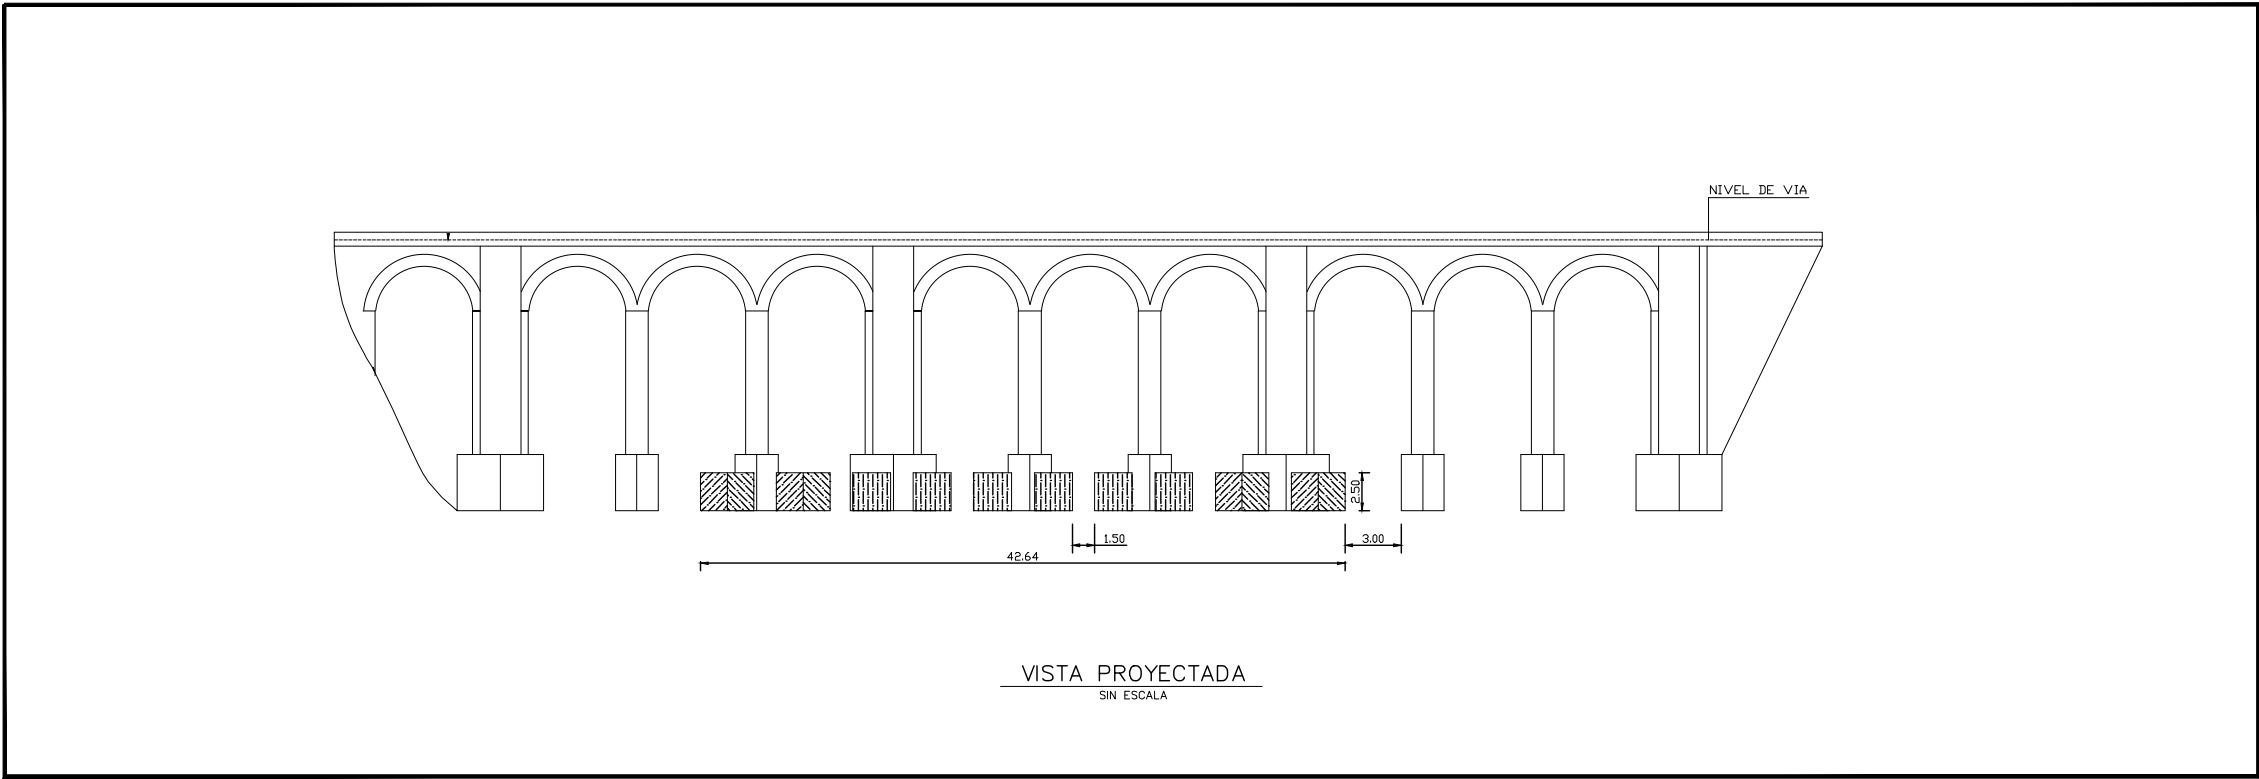 NIVEL DE VIA
2.50
1.50
3.00
42.64
VISTA PROYECTADA
SIN ESCALA